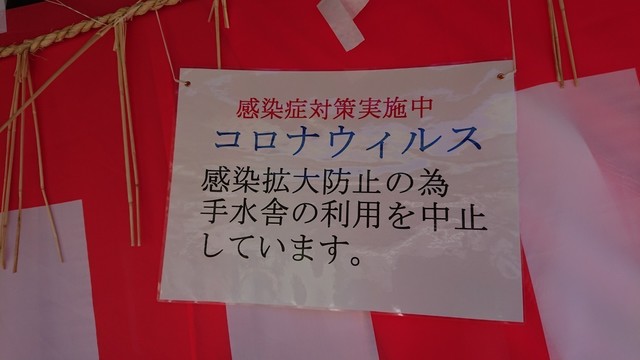 感染症対策実施中
コロナウィルス
感染拡大防止の為
手水舎の利用を中止
しています。